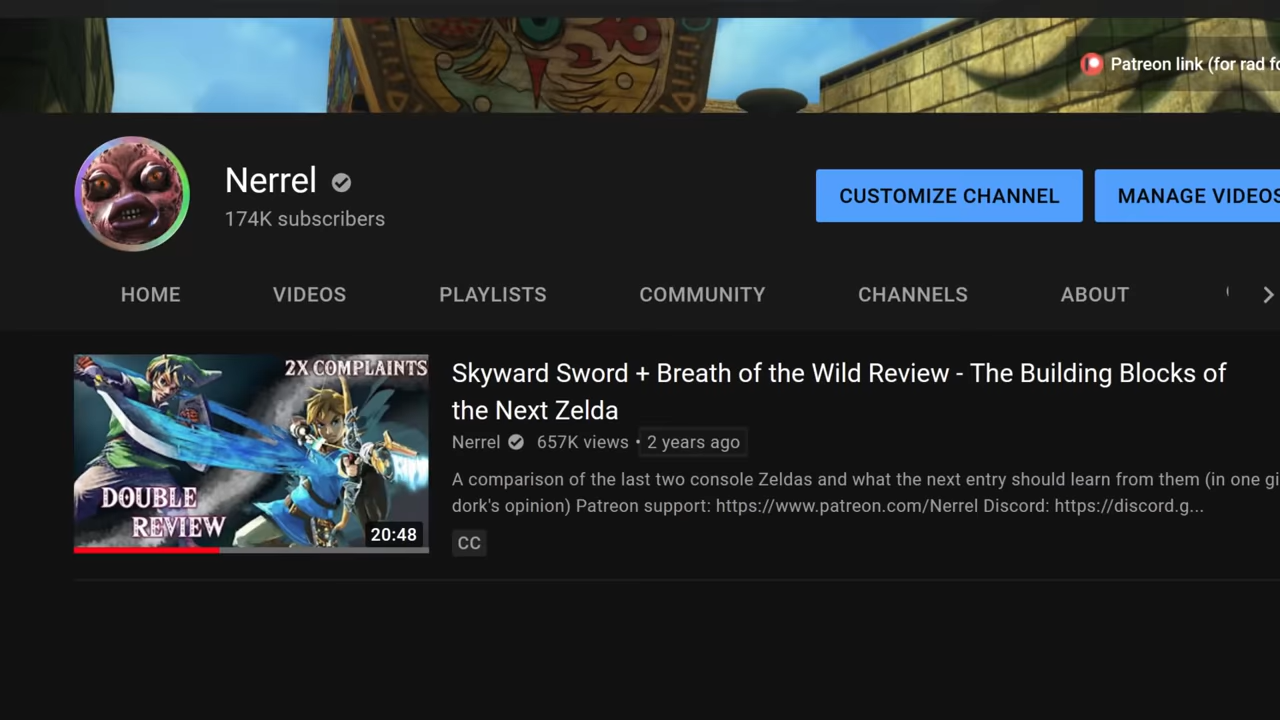 Patreon link (for rad fo
Nerrel
174K subscribers
CUSTOMIZE CHANNEL
MANAGE VIDEOS
HOME
VIDEOS
PLAYLISTS
COMMUNITY
CHANNELS
ABOUT
2X COMPLAINTS
DOUBLE
REVIEW
20:48
Skyward Sword + Breath of the Wild Review - The Building Blocks of
the Next Zelda
Nerrel 657K views • 2 years ago
A comparison of the last two console Zeldas and what the next entry should learn from them (in one gi
dork's opinion) Patreon support: https://www.patreon.com/Nerrel Discord: https://discord.g...
CC